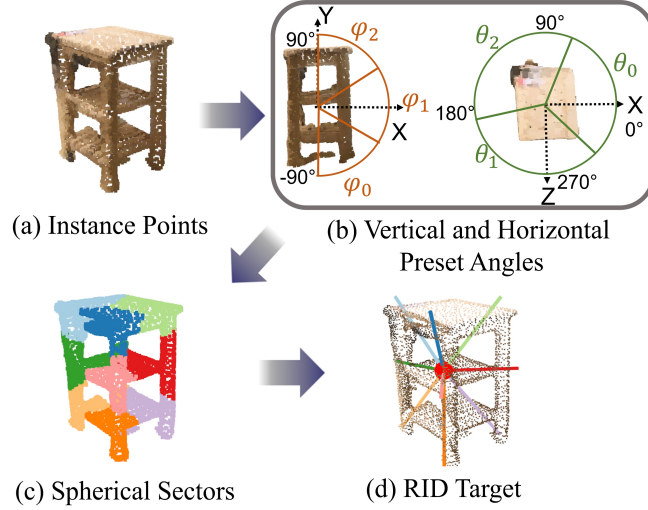 Y
90°
φ₂
φ₁
X
-90°
φ₀
90°
θ₂
θ₀
X
180°
0°
θ₁
270°
Z
(a) Instance Points
(b) Vertical and Horizontal
Preset Angles
(c) Spherical Sectors
(d) RID Target